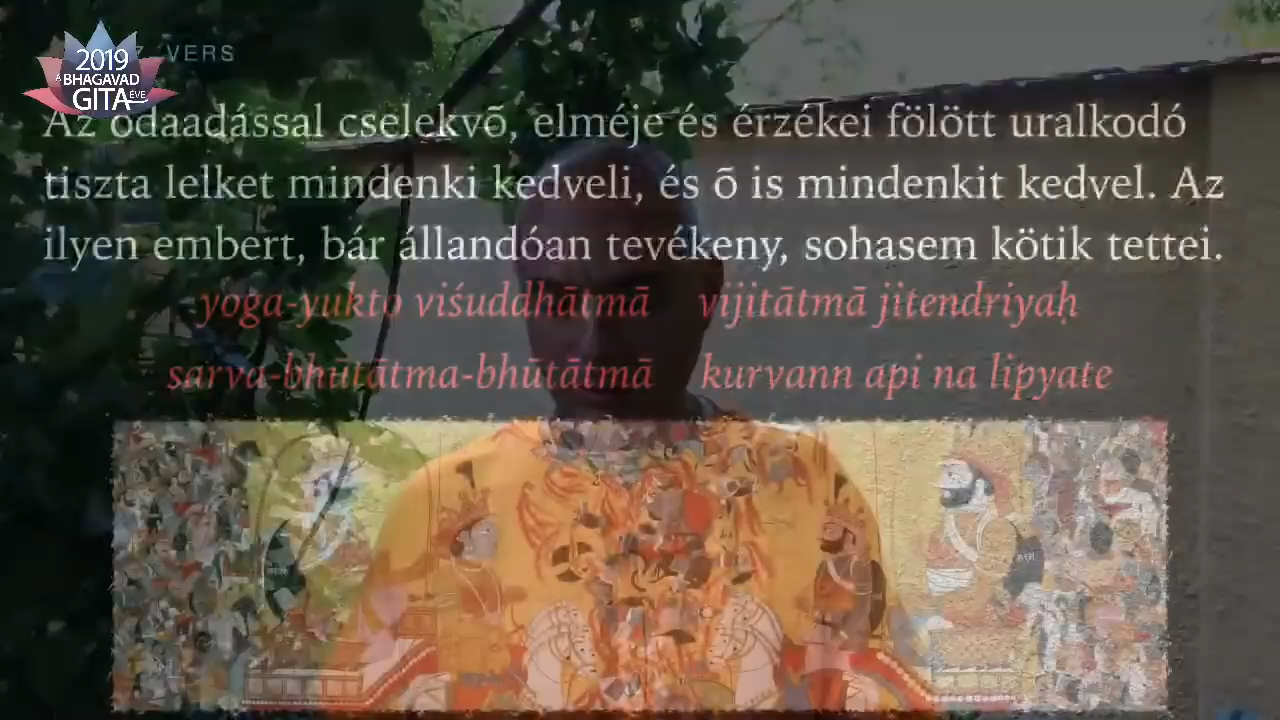 2019
A BHAGAVAD
GITA ÉVE
VERS
Az odaadással cselekvõ, elméje és érzékei fölött uralkodó
tiszta lelket mindenki kedveli, és õ is mindenkit kedvel. Az
ilyen embert, bár állandóan tevékeny, sohasem kötik tettei.
yoga-yukto viśuddhātmā vijitātmā jitendriyaḥ
sarva-bhūtātma-bhūtātmā kurvann api na lipyate